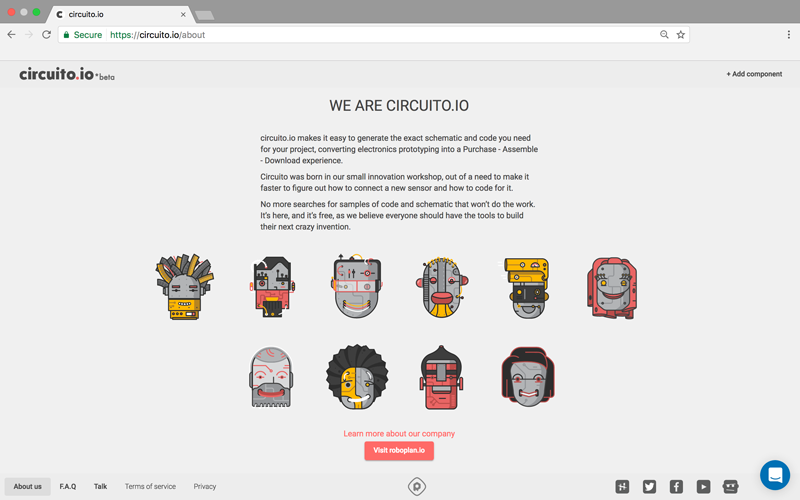 circuito.io
Secure https://circuito.io/about
circuito.io *beta
+ Add component
WE ARE CIRCUITO.IO
circuito.io makes it easy to generate the exact schematic and code you need
for your project, converting electronics prototyping into a Purchase - Assemble
- Download experience.
Circuito was born in our small innovation workshop, out of a need to make it
faster to figure out how to connect a new sensor and how to code for it.
No more searches for samples of code and schematic that won't do the work.
It's here, and it's free, as we believe everyone should have the tools to build
their next crazy invention.
Learn more about our company
Visit roboplan.io
About us F.A.Q Talk Terms of service Privacy